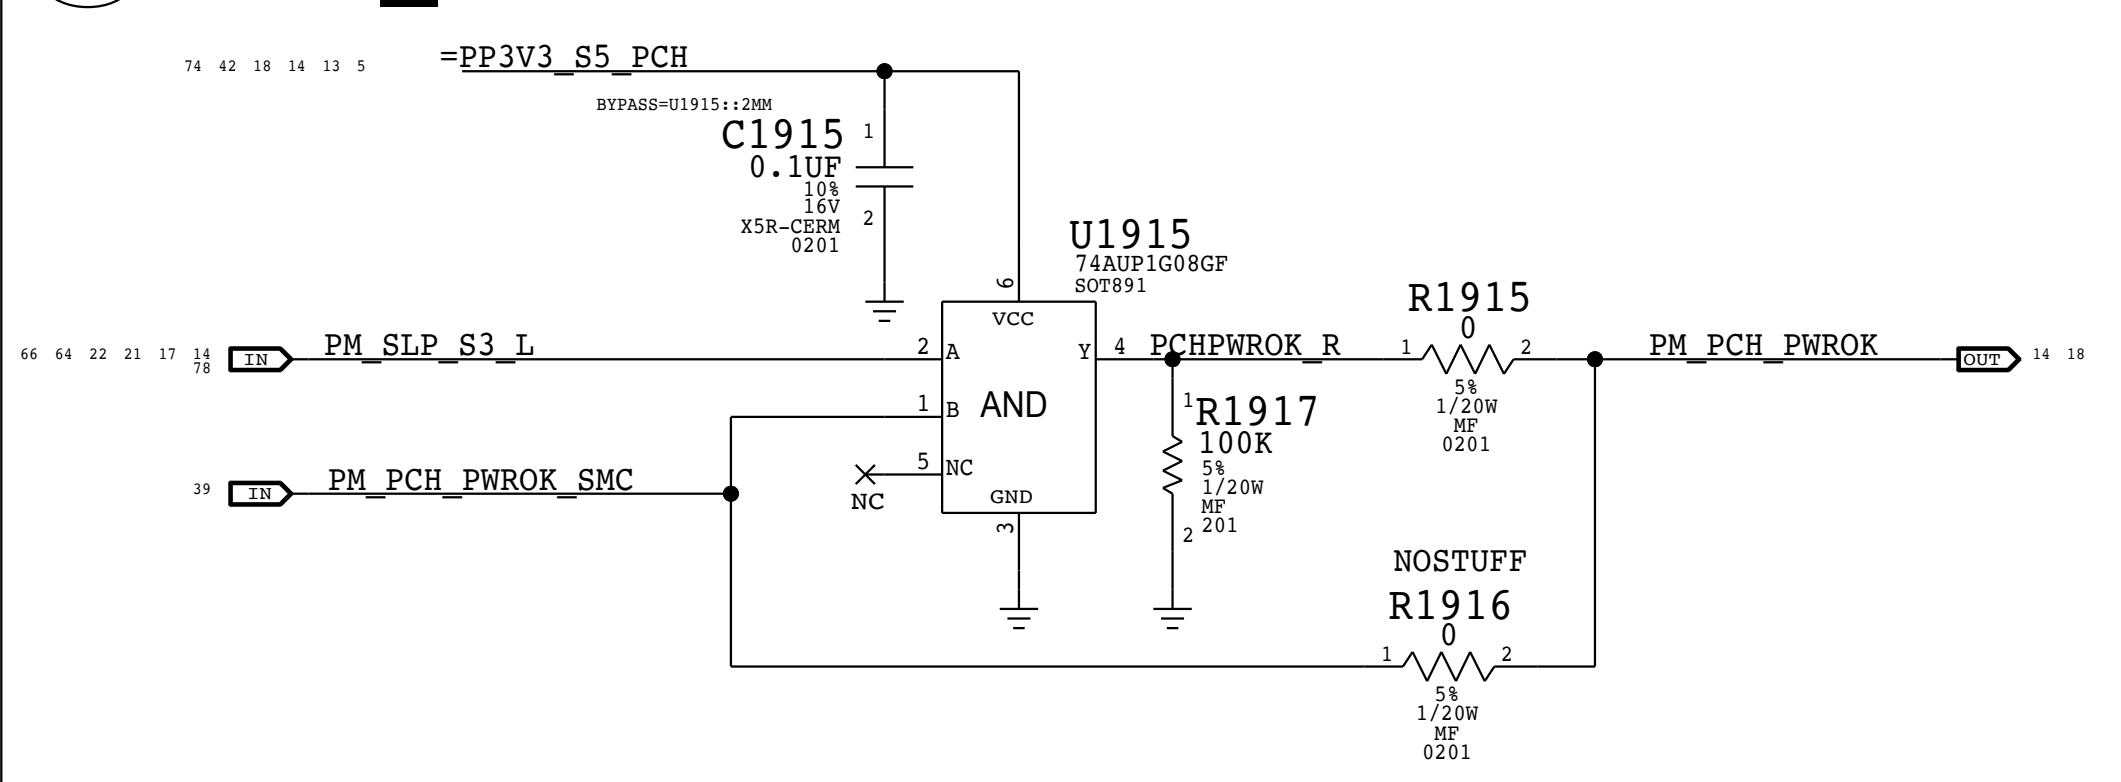 74 42 18 14 13 5 =PP3V3_S5_PCH
BYPASS=U1915::2MM
C1915 1
0.1UF
10%
16V
2
X5R-CERM
0201
U1915
74AUP1G08GF
SOT891
6
VCC
66 64 22 21 17 14
78
IN
PM_SLP_S3_L
2 A
Y 4
PCHPWROK_R
R1915
0
1 2
5%
1/20W
MF
0201
PM_PCH_PWROK
OUT
14 18
1 B
AND
1
R1917
100K
5%
1/20W
MF
201
2
5 NC
NC
39
IN
PM_PCH_PWROK_SMC
GND
3
NOSTUFF
R1916
0
1 2
5%
1/20W
MF
0201